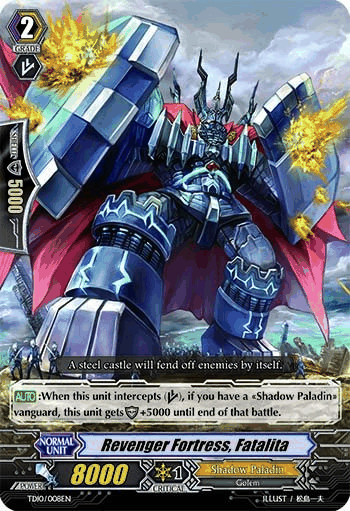 2
GRADE
SHIELD
5000
A steel castle will fend off enemies by itself.
AUTO:When this unit intercepts ( ), if you have a «Shadow Paladin»
vanguard, this unit gets +5000 until end of that battle.
NORMAL
UNIT
Revenger Fortress, Fatalita
POWER
8000
1
CRITICAL
Shadow Paladin
Golem
TD10/008EN
ILLUST / 松島一夫